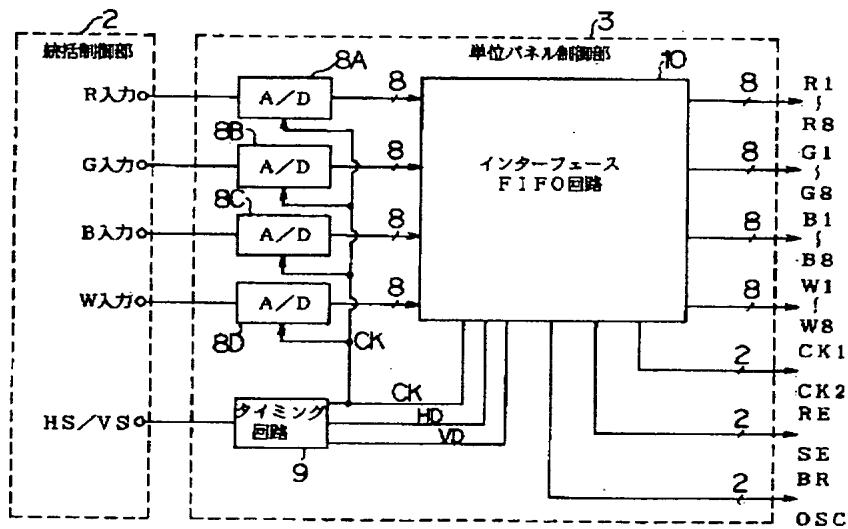 2
統括制御部
R入力
G入力
B入力
W入力
HS/VS
3
単位パネル制御部
8A
A/D
8
8B
A/D
8
8C
A/D
8
8D
A/D
8
CK
タイミング
回路
9
CK
HD
VD
10
インターフェース
FIFO回路
8
R1
~
R8
8
G1
~
G8
8
B1
~
B8
8
W1
~
W8
2
CK1
CK2
2
RE
SE
2
BR
OSC